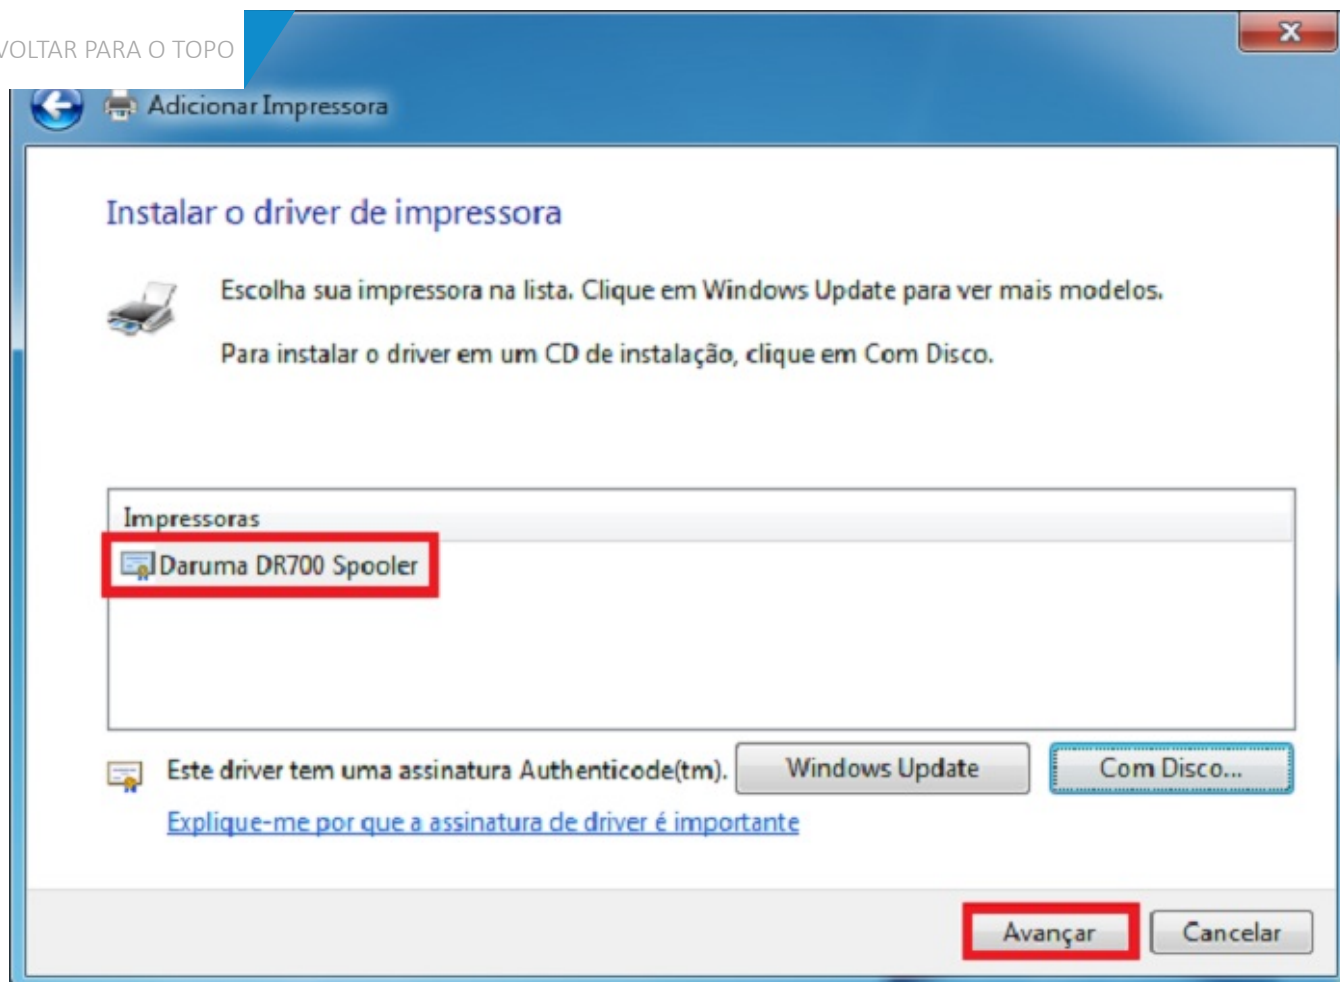 VOLTAR PARA O TOPO
Adicionar Impressora
Instalar o driver de impressora
Escolha sua impressora na lista. Clique em Windows Update para ver mais modelos.
Para instalar o driver em um CD de instalação, clique em Com Disco.
Impressoras
Daruma DR700 Spooler
Este driver tem uma assinatura Authenticode(tm).
Windows Update
Com Disco...
Explique-me por que a assinatura de driver é importante
Avançar
Cancelar